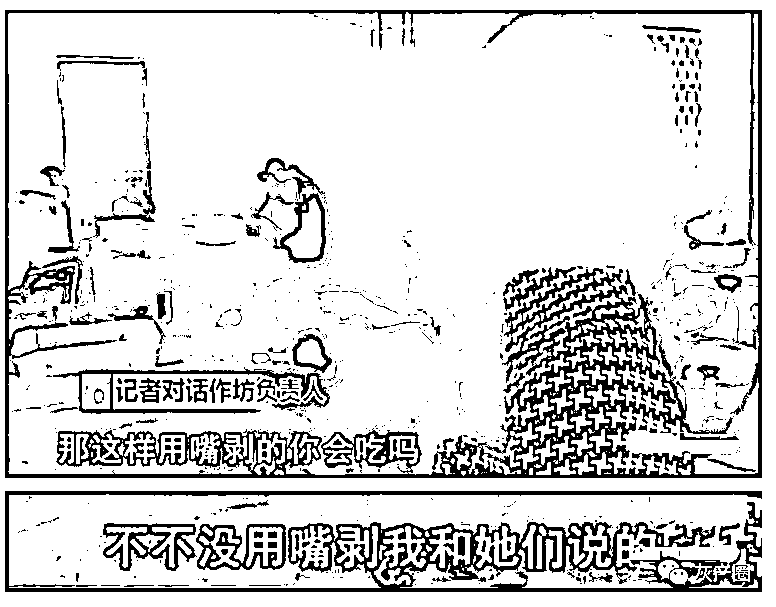 记者对话作坊负责人
那这样用嘴剥的你会吃吗
不不没用嘴剥我和她们说的
灰产圈